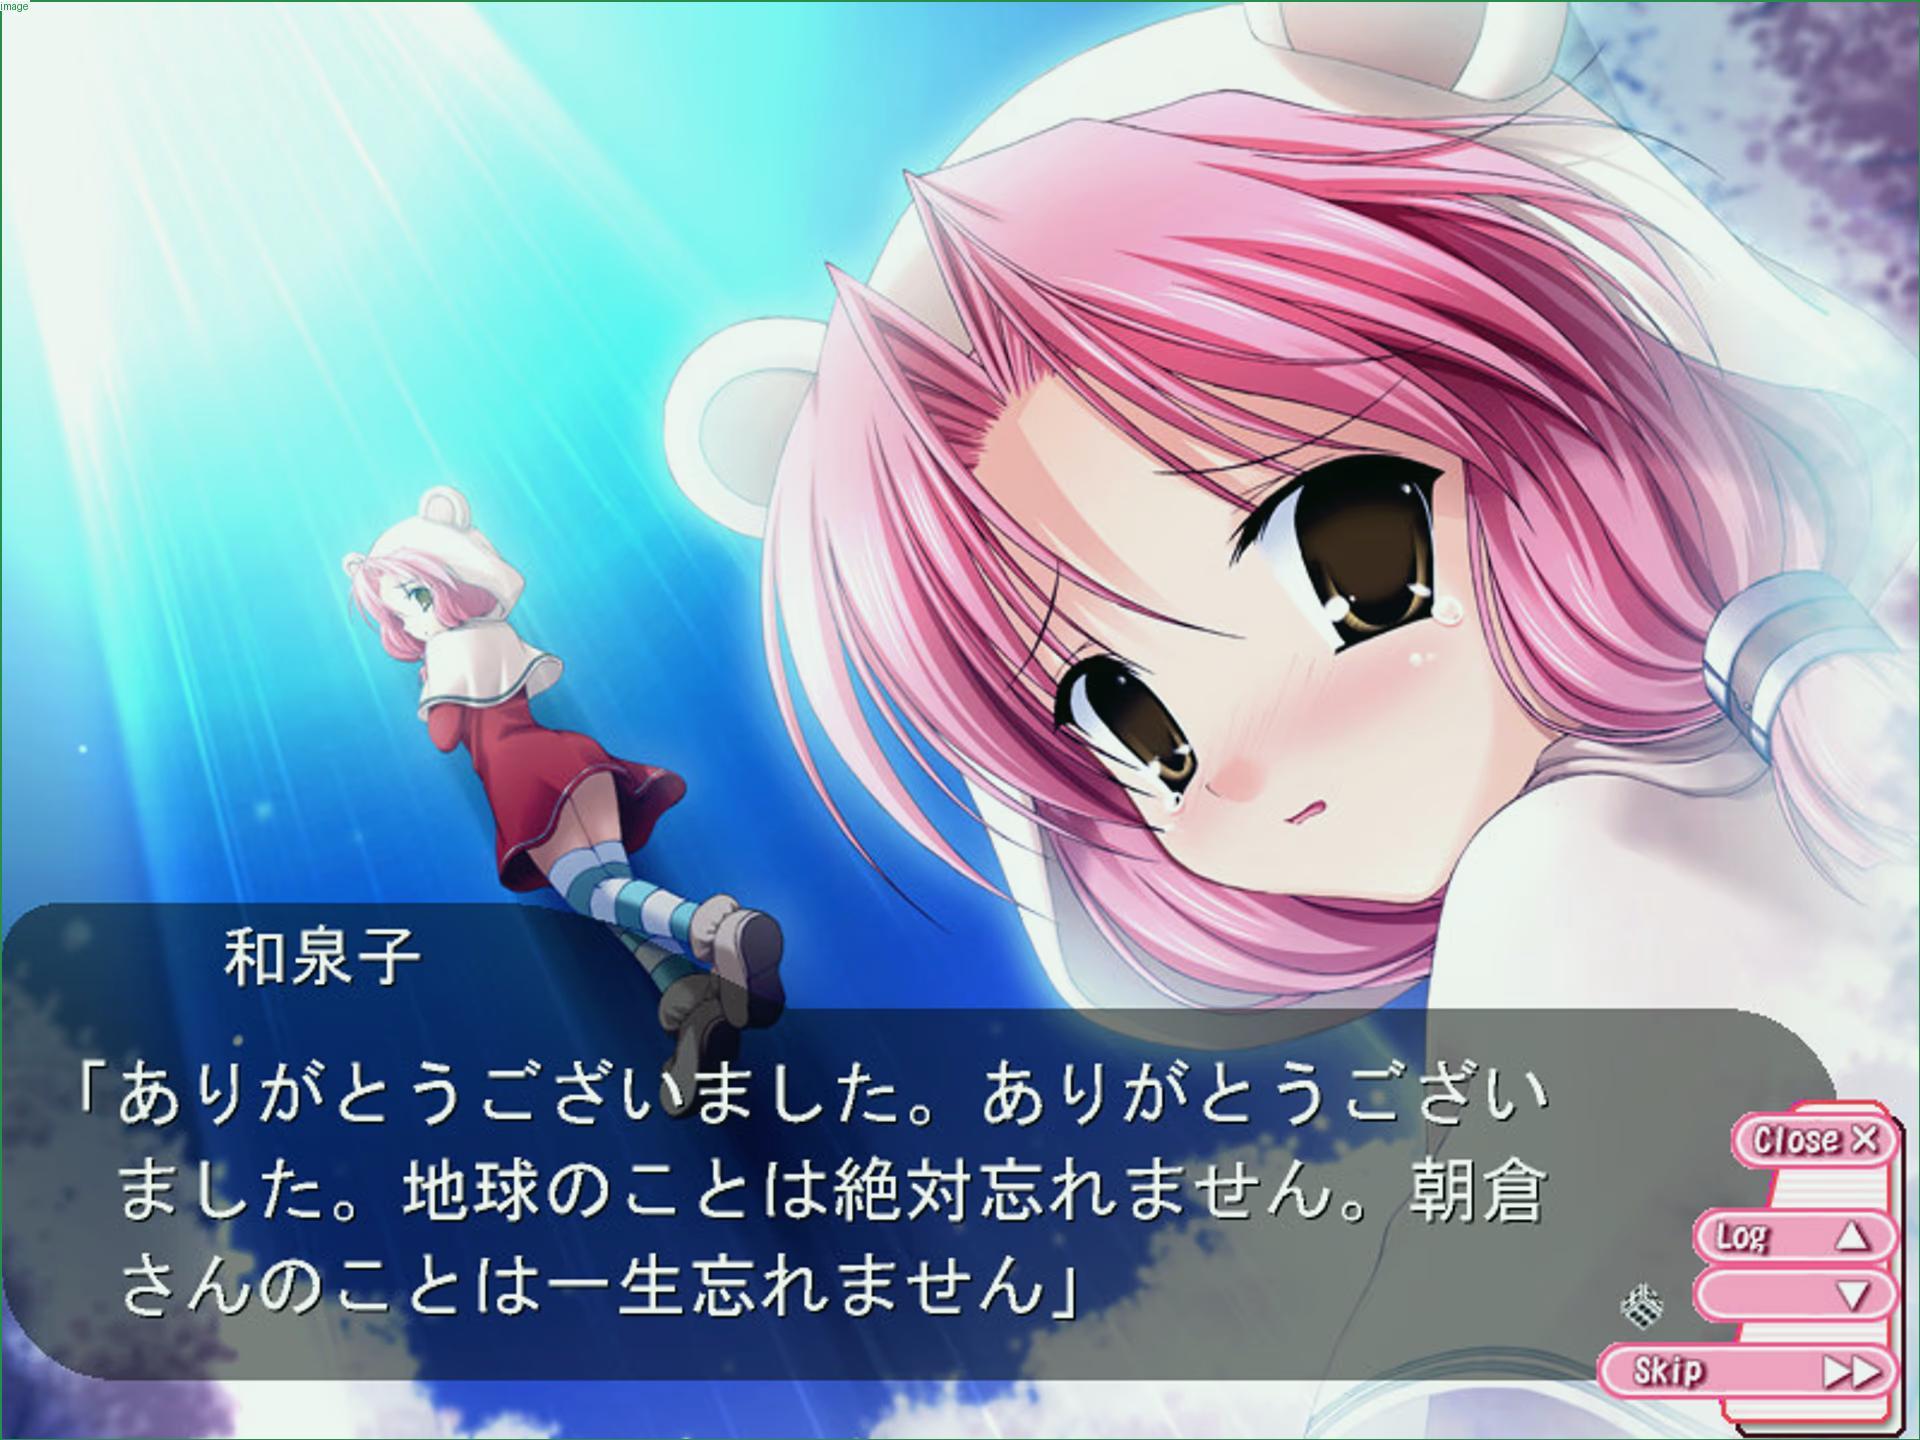 image
和泉子
「ありがとうございました。ありがとうござい
ました。地球のことは絶対忘れません。朝倉
さんのことは一生忘れません」
Close ×
Log
Skip